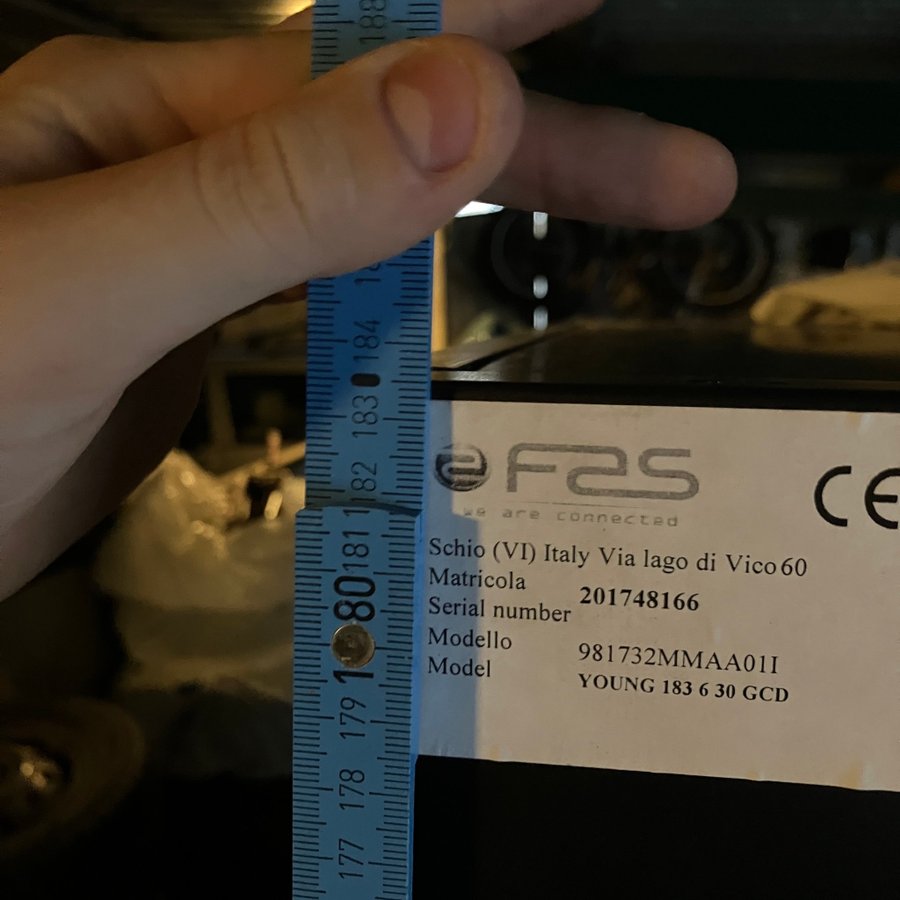 188
184
183
182
181
180
179
178
177
FAS
we are connected
CE
Schio (VI) Italy Via lago di Vico 60
Matricola
Serial number 201748166
Modello
Model 981732MMAA01I
YOUNG 183 6 30 GCD